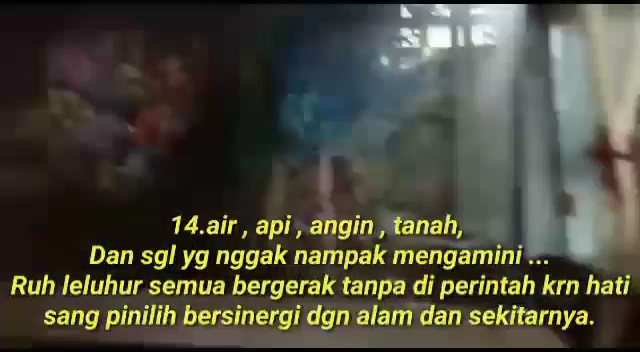 14.air , api , angin , tanah,
Dan sgl yg nggak nampak mengamini ...
Ruh leluhur semua bergerak tanpa di perintah krn hati
sang pinilih bersinergi dgn alam dan sekitarnya.